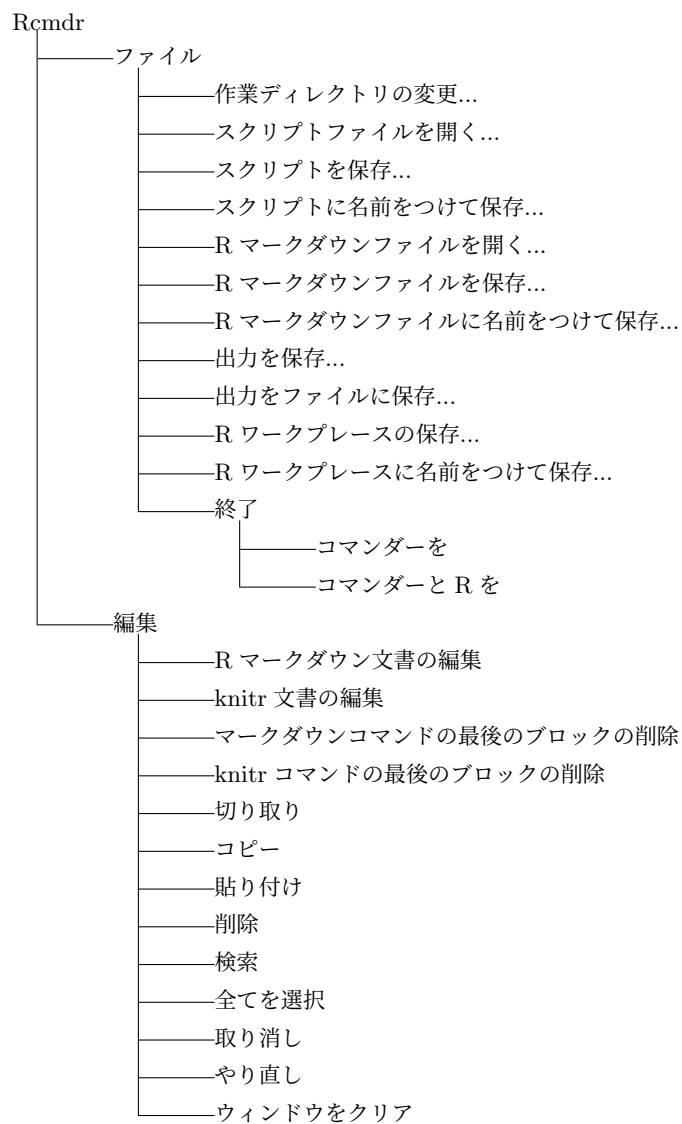 Rcmdr
ファイル
作業ディレクトリの変更...
スクリプトファイルを開く...
スクリプトを保存...
スクリプトに名前をつけて保存...
R マークダウンファイルを開く...
R マークダウンファイルを保存...
R マークダウンファイルに名前をつけて保存...
出力を保存...
出力をファイルに保存...
R ワークプレースの保存...
R ワークプレースに名前をつけて保存...
終了
コマンダーを
コマンダーと R を
編集
R マークダウン文書の編集
knitr 文書の編集
マークダウンコマンドの最後のブロックの削除
knitr コマンドの最後のブロックの削除
切り取り
コピー
貼り付け
削除
検索
全てを選択
取り消し
やり直し
ウィンドウをクリア